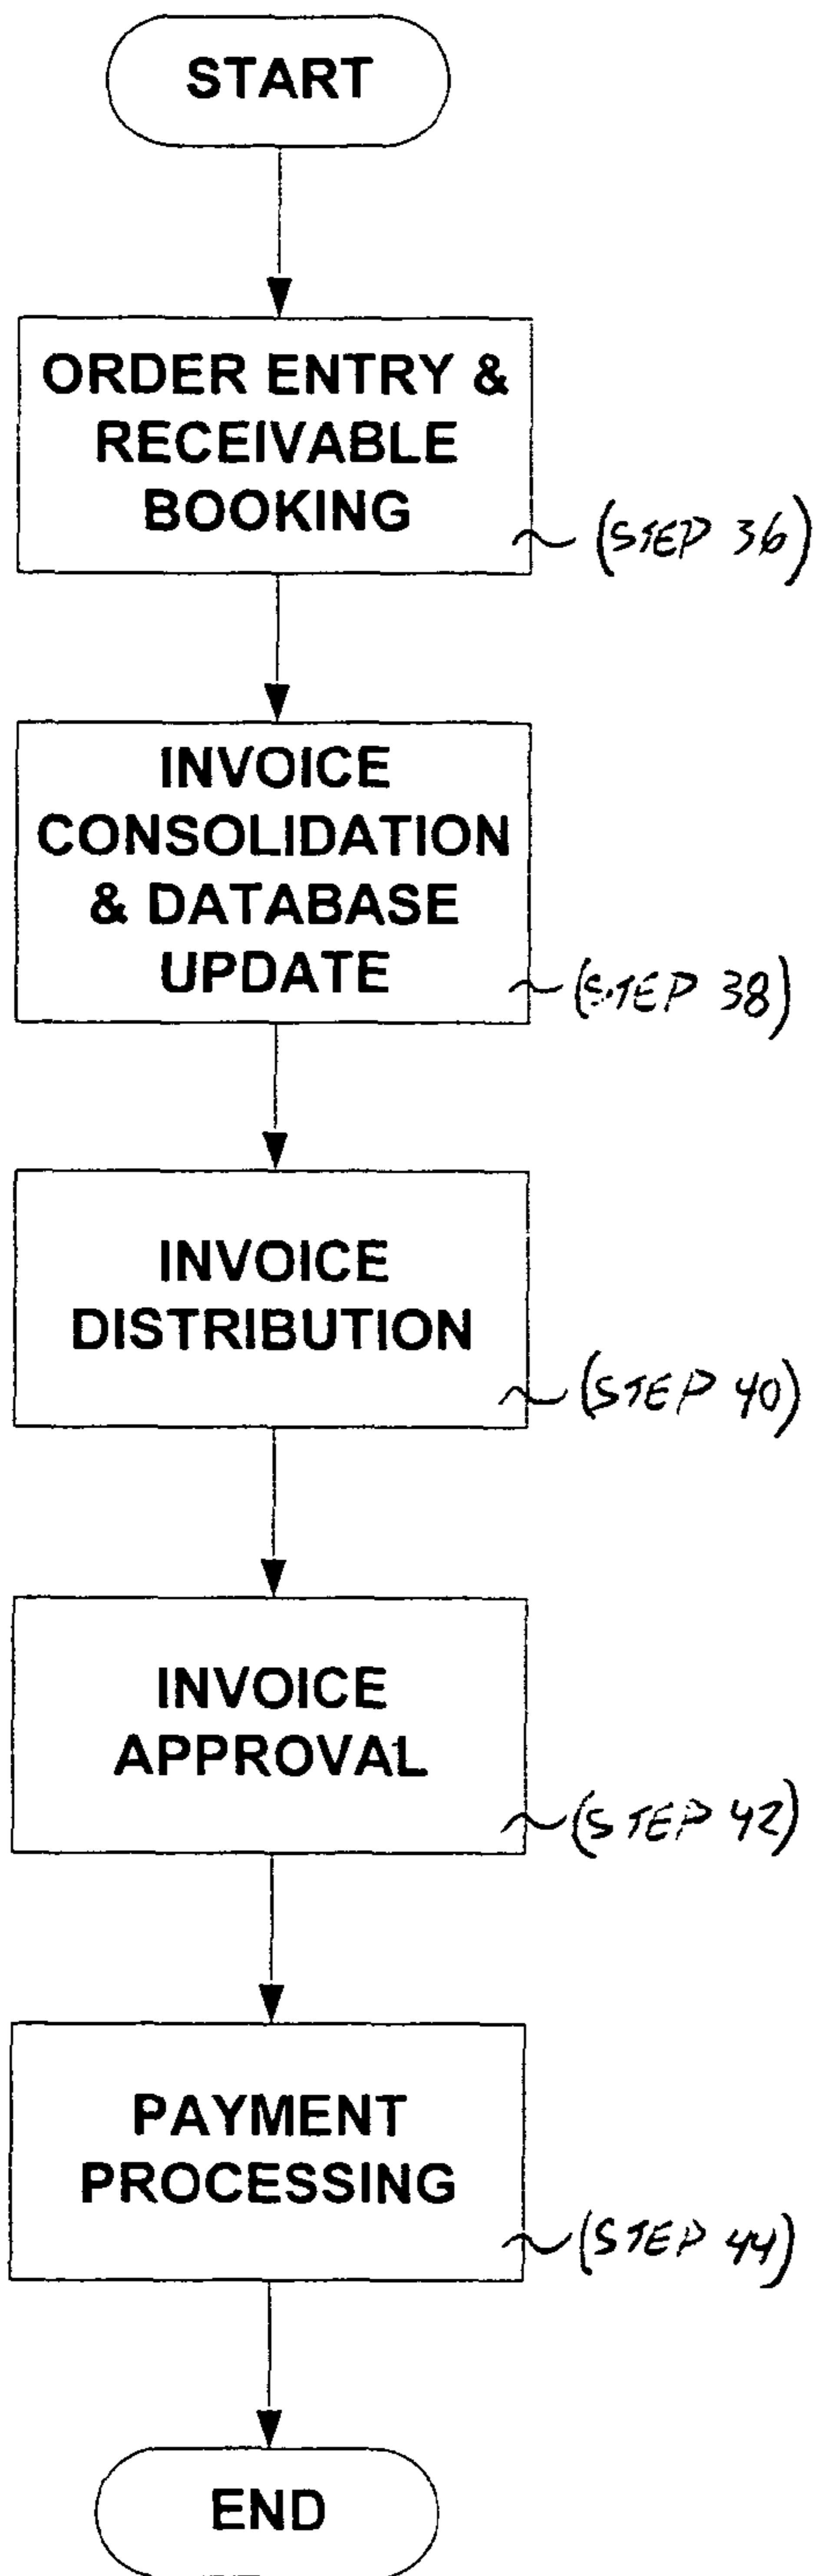 START
ORDER ENTRY &
RECEIVABLE
BOOKING
(STEP 36)
INVOICE
CONSOLIDATION
& DATABASE
UPDATE
(STEP 38)
INVOICE
DISTRIBUTION
(STEP 40)
INVOICE
APPROVAL
(STEP 42)
PAYMENT
PROCESSING
(STEP 44)
END